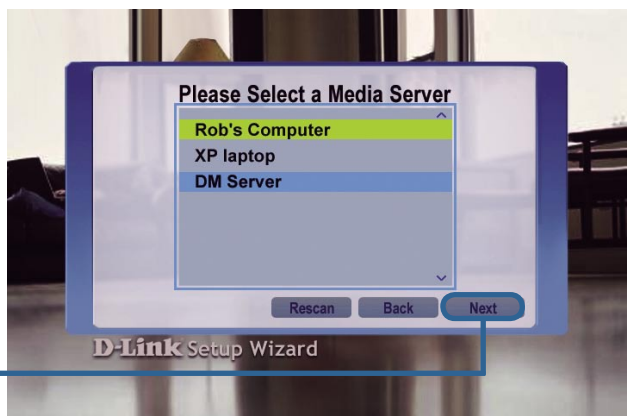 Please Select a Media Server
Rob's Computer
XP laptop
DM Server
Rescan Back Next
D-Link Setup Wizard